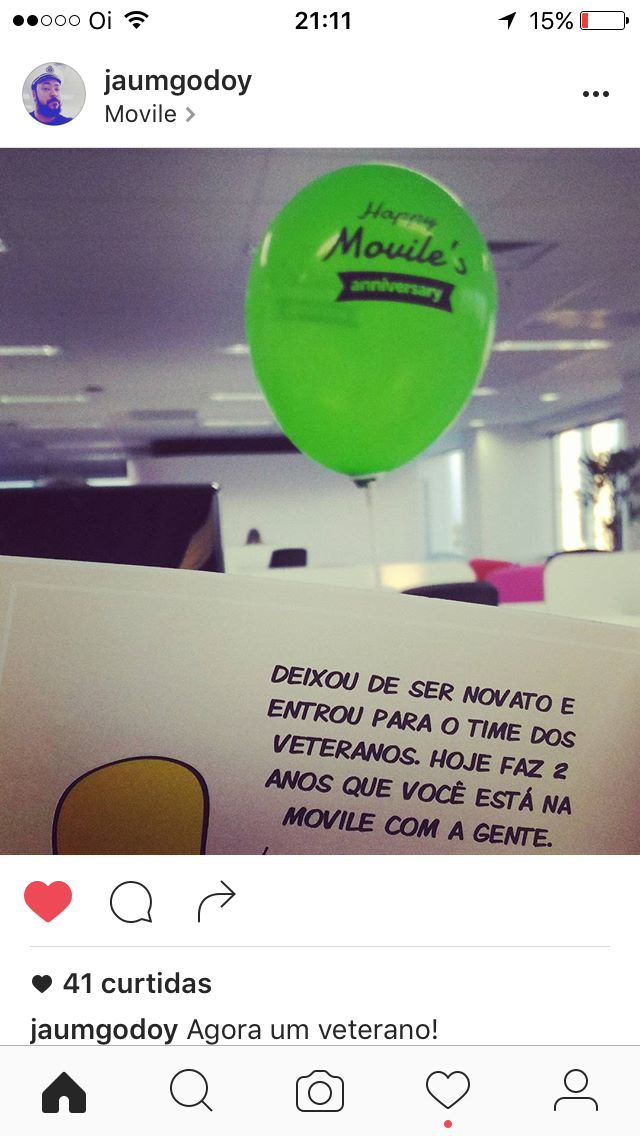 Oi 21:11 15%
jaumgodoy
Movile
Happy
Movile's
anniversary
DEIXOU DE SER NOVATO E
ENTROU PARA O TIME DOS
VETERANOS. HOJE FAZ 2
ANOS QUE VOCÊ ESTÁ NA
MOVILE COM A GENTE.
41 curtidas
jaumgodoy Agora um veterano!